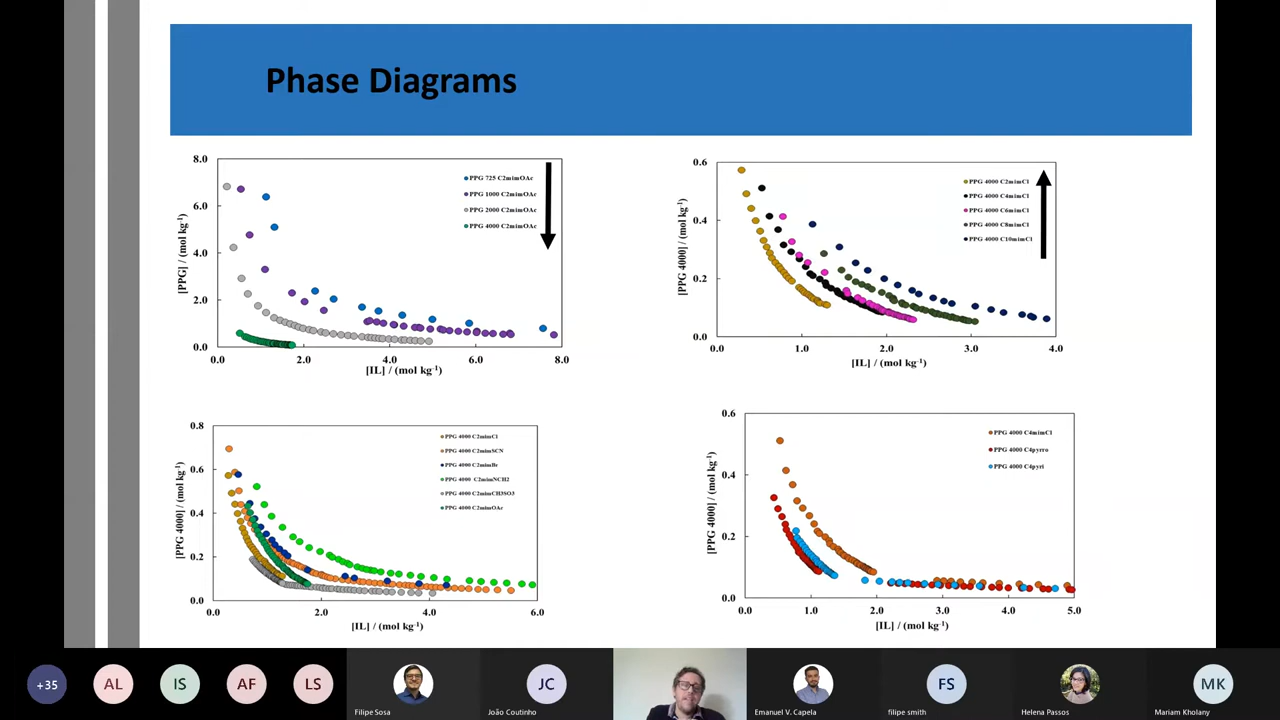 Phase Diagrams
8.0
6.0
4.0
2.0
0.0
[PPG] / (mol kg-1)
PPG 725 C2mimOAc
PPG 1000 C2mimOAc
PPG 2000 C2mimOAc
PPG 4000 C2mimOAc
0.0 2.0 4.0 6.0 8.0
[IL] / (mol kg-1)
0.6
0.4
0.2
0.0
[PPG 4000] / (mol kg-1)
PPG 4000 C2mimCl
PPG 4000 C4mimCl
PPG 4000 C6mimCl
PPG 4000 C8mimCl
PPG 4000 C10mimCl
0.0 1.0 2.0 3.0 4.0
[IL] / (mol kg-1)
0.8
0.6
0.4
0.2
0.0
[PPG 4000] / (mol kg-1)
PPG 4000 C2mimCl
PPG 4000 C2mimSCN
PPG 4000 C2mimBr
PPG 4000 C2mimNCH2
PPG 4000 C2mimCH3SO3
PPG 4000 C2mimOAc
0.0 2.0 4.0 6.0
[IL] / (mol kg-1)
0.6
0.4
0.2
0.0
[PPG 4000] / (mol kg-1)
PPG 4000 C4mimCl
PPG 4000 C4pyrro
PPG 4000 C4pyri
0.0 1.0 2.0 3.0 4.0 5.0
[IL] / (mol kg-1)
+35 AL IS AF LS JC FS MK
Filipe Sosa João Coutinho Emanuel V. Capela filipe smith Helena Passos Mariam Kholany